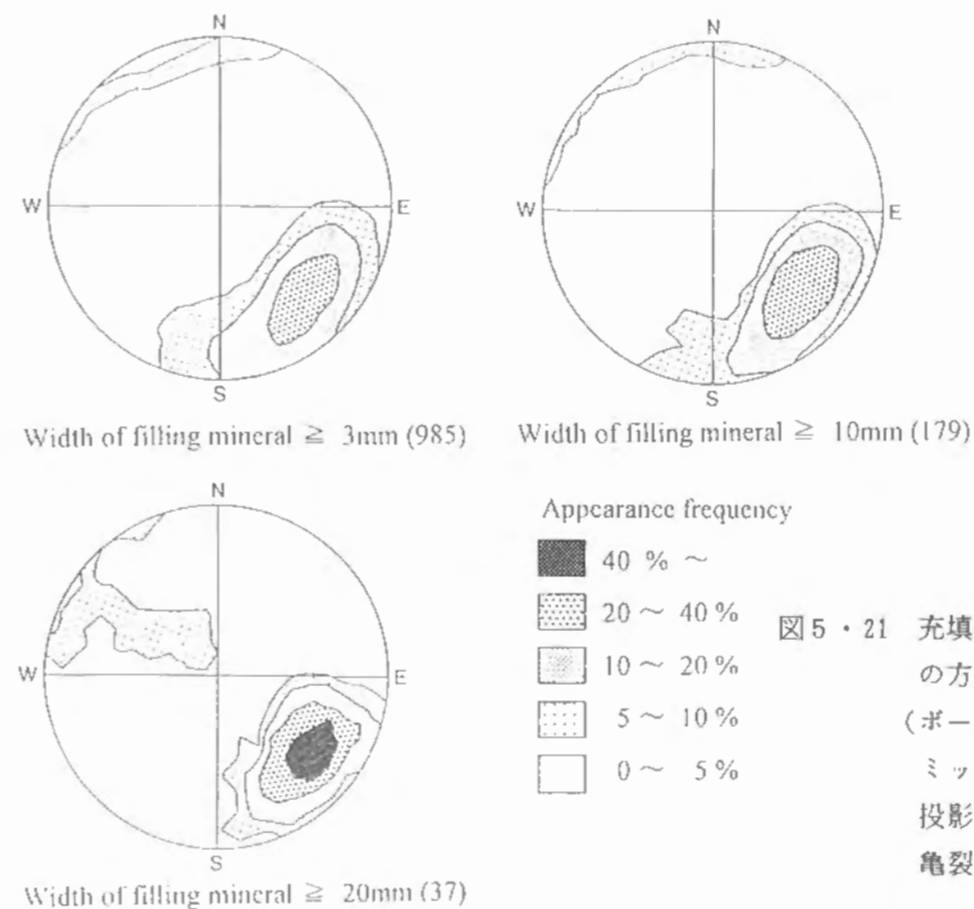 N
W
E
S
Width of filling mineral ≧ 3mm (985)
N
W
E
S
Width of filling mineral ≧ 10mm (179)
N
W
E
S
Width of filling mineral ≧ 20mm (37)
Appearance frequency
40 % ～
20 ～ 40 %
10 ～ 20 %
5 ～ 10 %
0 ～ 5 %
図5・21 充填
の方
(ボー
ミッ
投影
亀裂